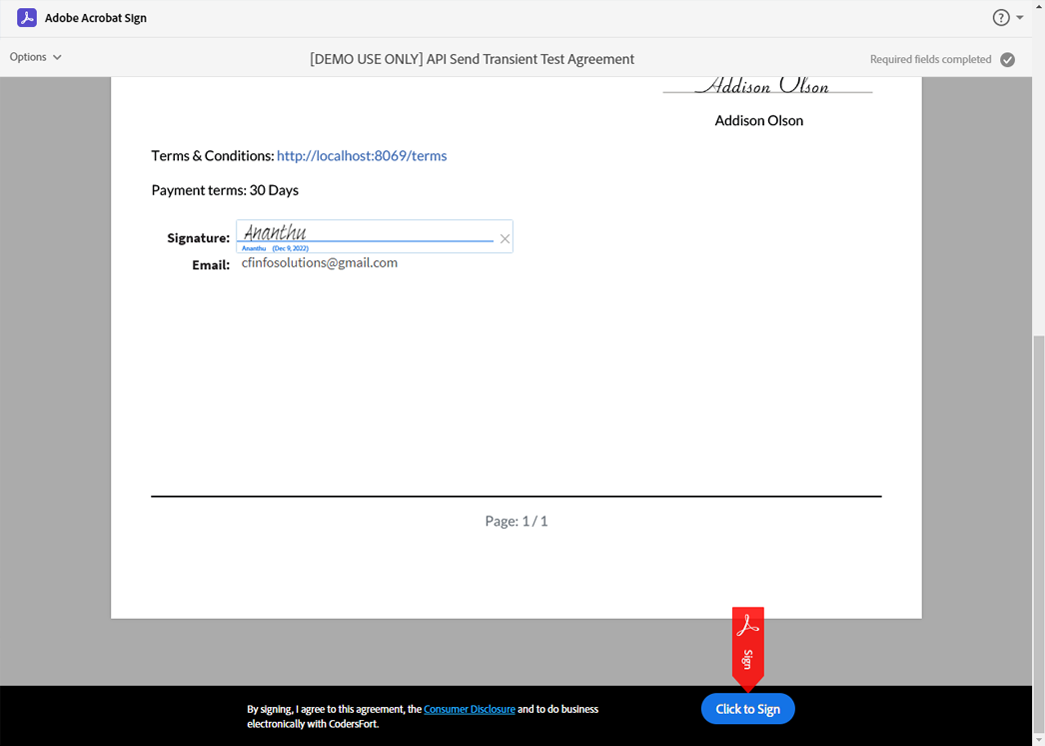 Adobe Acrobat Sign
?
Options
[DEMO USE ONLY] API Send Transient Test Agreement
Required fields completed
Addison Olson
Addison Olson
Terms & Conditions: http://localhost:8069/terms
Payment terms: 30 Days
Signature: Ananthu
Ananthu (Dec 9, 2022)
Email: cfinfosolutions@gmail.com
Page: 1 / 1
Sign
By signing, I agree to this agreement, the Consumer Disclosure and to do business
electronically with CodersFort.
Click to Sign